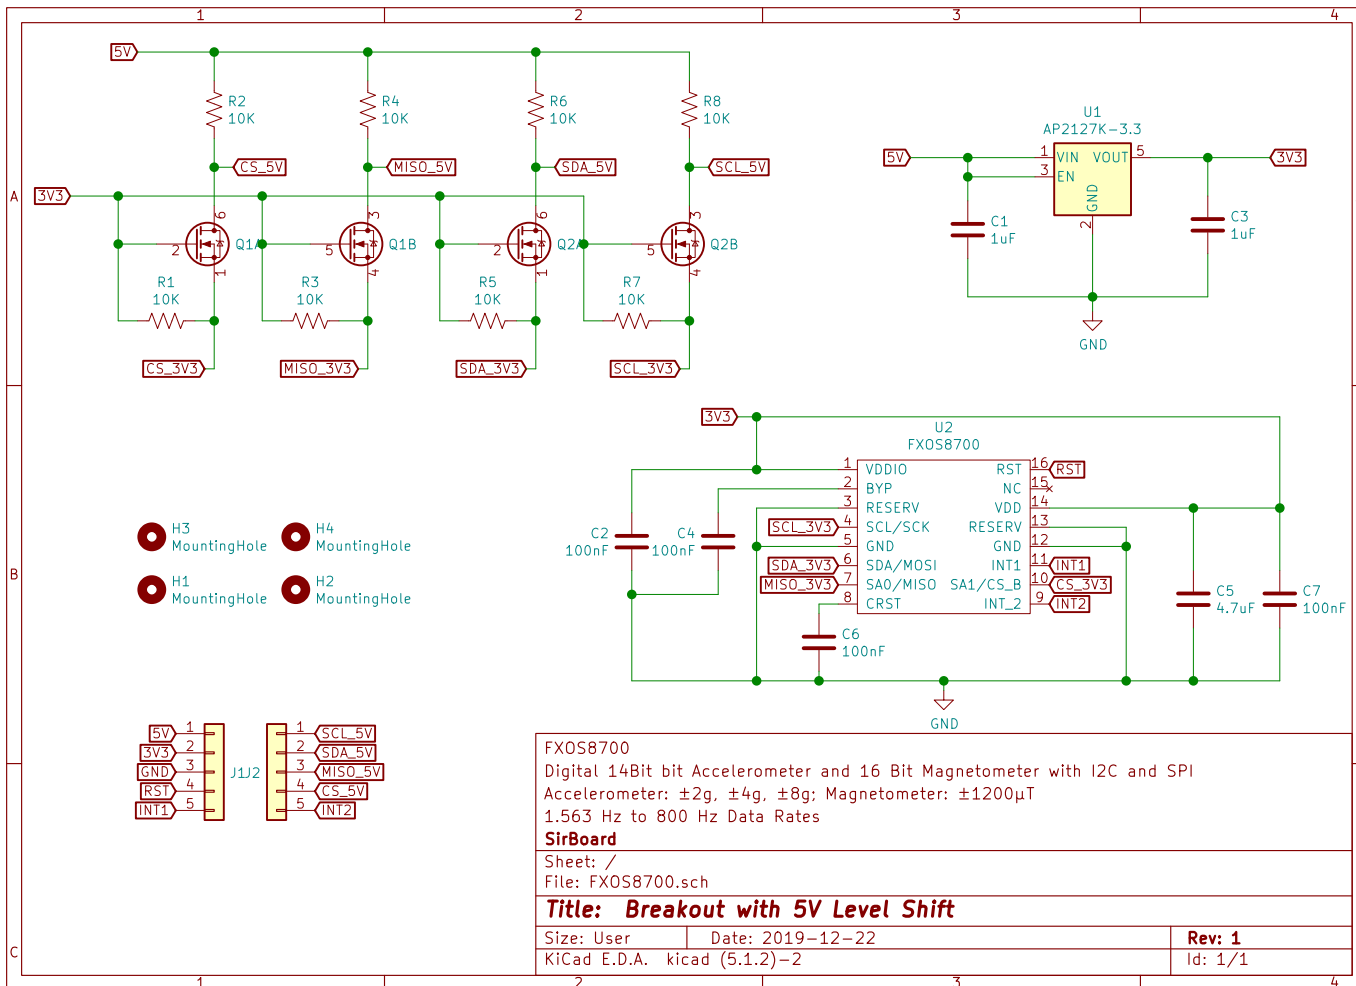 1 2 3 4
A
B
C
5V
R2
10K
R4
10K
R6
10K
R8
10K
CS_5V
MISO_5V
SDA_5V
SCL_5V
3V3
6
2
1
Q1A
3
5
4
Q1B
6
2
1
Q2A
3
5
4
Q2B
R1
10K
R3
10K
R5
10K
R7
10K
CS_3V3
MISO_3V3
SDA_3V3
SCL_3V3
U1
AP2127K-3.3
5V
1 VIN VOUT 5
3 EN
GND
2
3V3
C1
1uF
C3
1uF
GND
3V3
U2
FXOS8700
1 VDDIO RST 16 RST
2 BYP NC 15
3 RESERV VDD 14
SCL_3V3 4 SCL/SCK RESERV 13
5 GND GND 12
SDA_3V3 6 SDA/MOSI INT1 11 INT1
MISO_3V3 7 SA0/MISO SA1/CS_B 10 CS_3V3
8 CRST INT_2 9 INT2
C2
100nF
C4
100nF
C6
100nF
C5
4.7uF
C7
100nF
GND
H3
MountingHole
H4
MountingHole
H1
MountingHole
H2
MountingHole
5V 1 1 SCL_5V
3V3 2 2 SDA_5V
GND 3 J1 J2 3 MISO_5V
RST 4 4 CS_5V
INT1 5 5 INT2
FXOS8700
Digital 14Bit bit Accelerometer and 16 Bit Magnetometer with I2C and SPI
Accelerometer: ±2g, ±4g, ±8g; Magnetometer: ±1200µT
1.563 Hz to 800 Hz Data Rates
SirBoard
Sheet: /
File: FXOS8700.sch
Title: Breakout with 5V Level Shift
Size: User Date: 2019-12-22 Rev: 1
KiCad E.D.A. kicad (5.1.2)-2 Id: 1/1
1 2 3 4